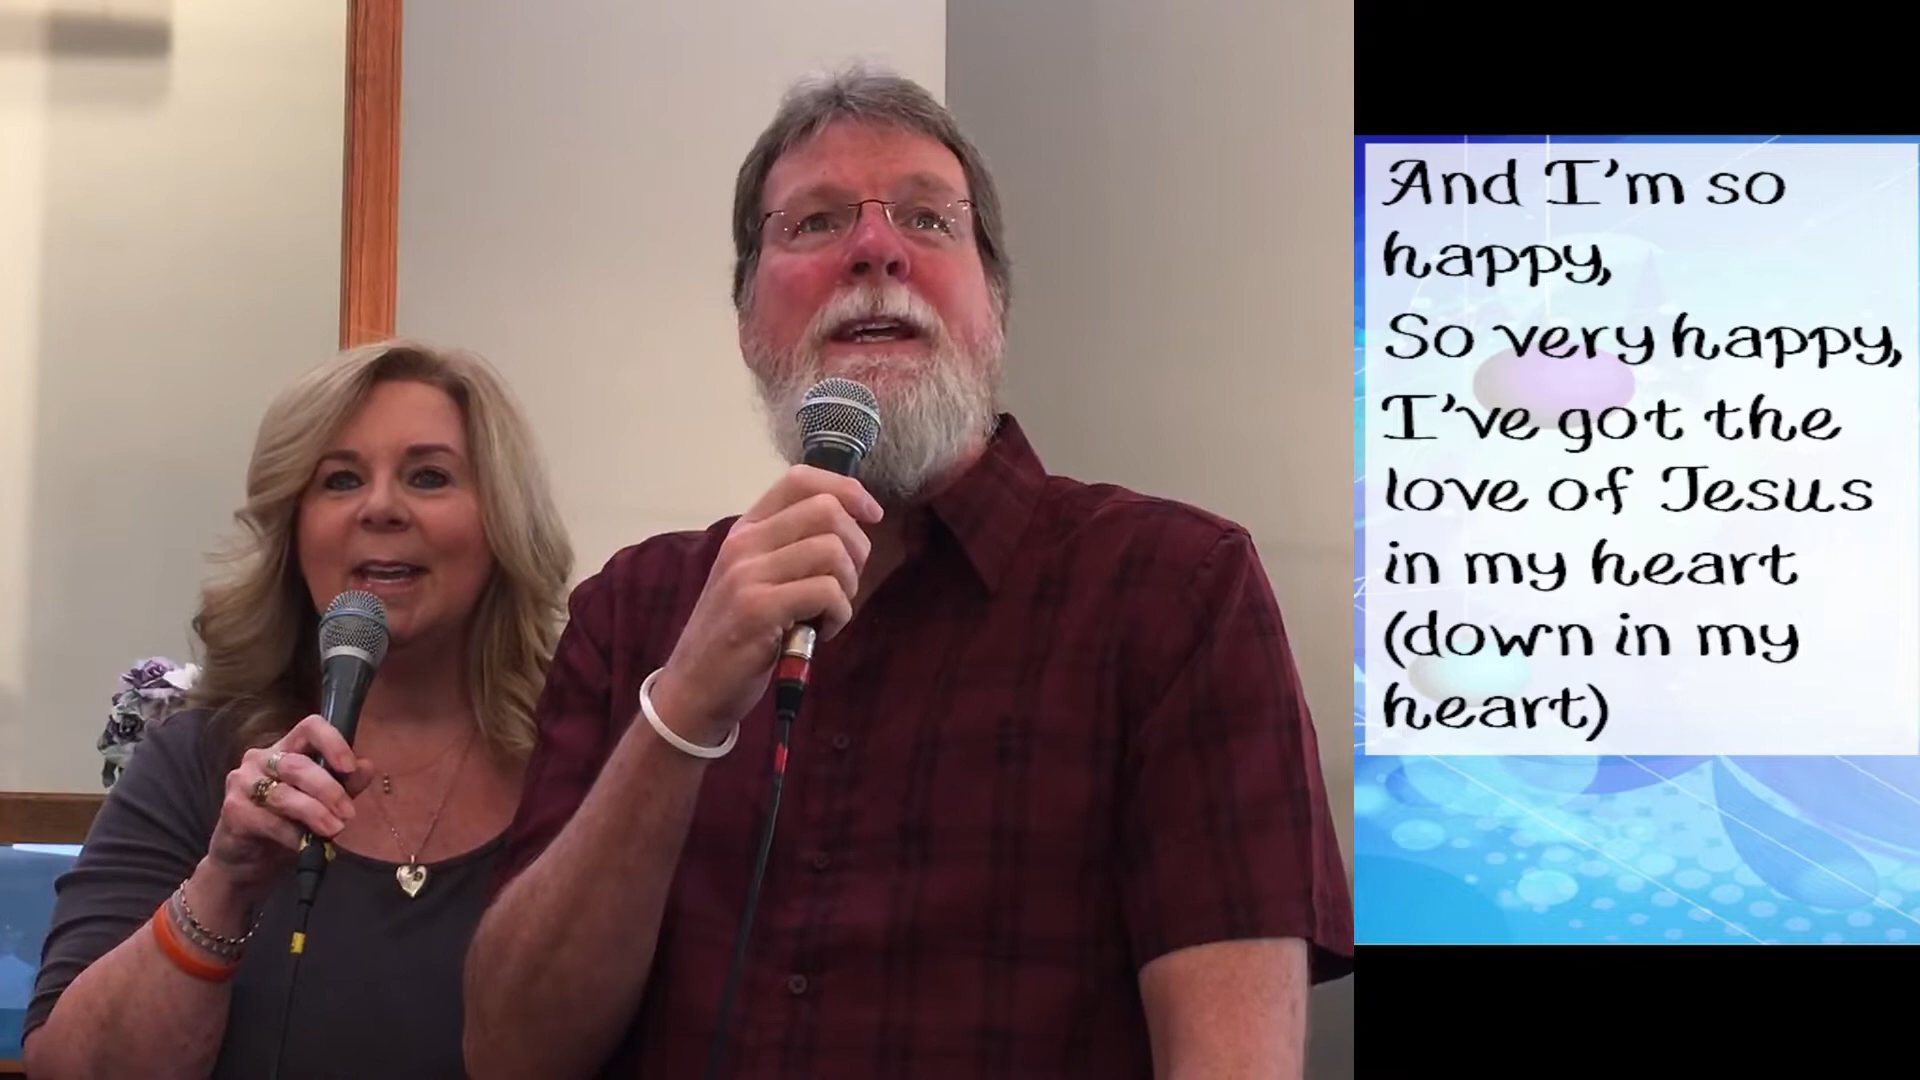 And I'm so
happy,
So very happy,
I've got the
love of Jesus
in my heart
(down in my
heart)